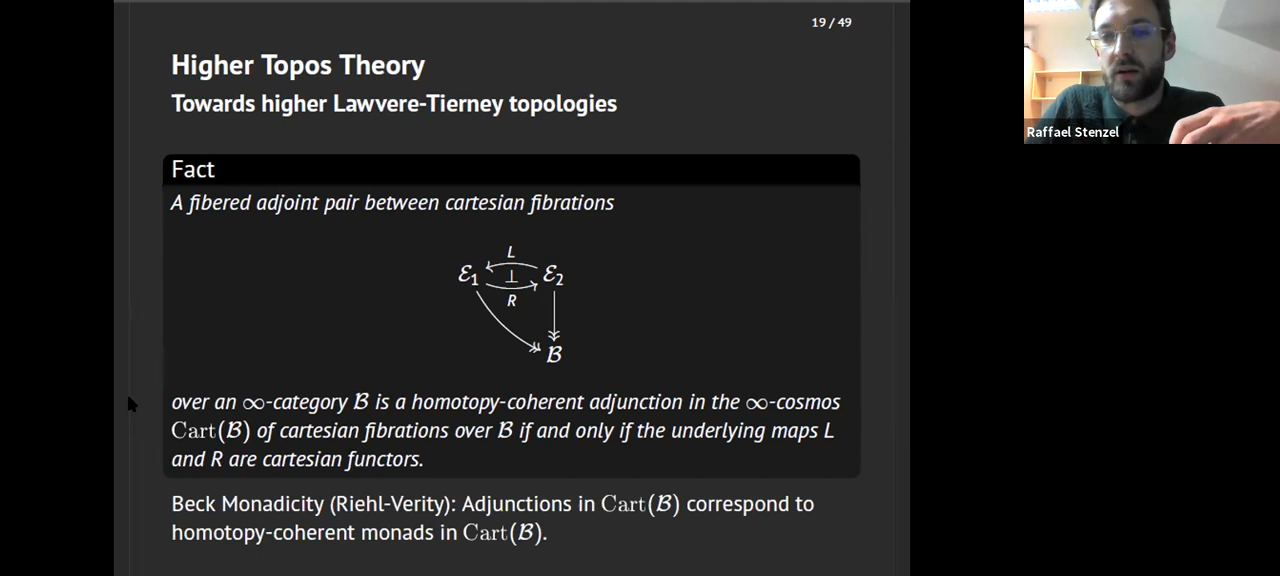 19 / 49
Higher Topos Theory
Towards higher Lawvere-Tierney topologies
Fact
A fibered adjoint pair between cartesian fibrations
L
ℰ₁ ⊥ ℰ₂
R
ℬ
over an ∞-category ℬ is a homotopy-coherent adjunction in the ∞-cosmos
Cart(ℬ) of cartesian fibrations over ℬ if and only if the underlying maps L
and R are cartesian functors.
Beck Monadicity (Riehl-Verity): Adjunctions in Cart(ℬ) correspond to
homotopy-coherent monads in Cart(ℬ).
Raffael Stenzel